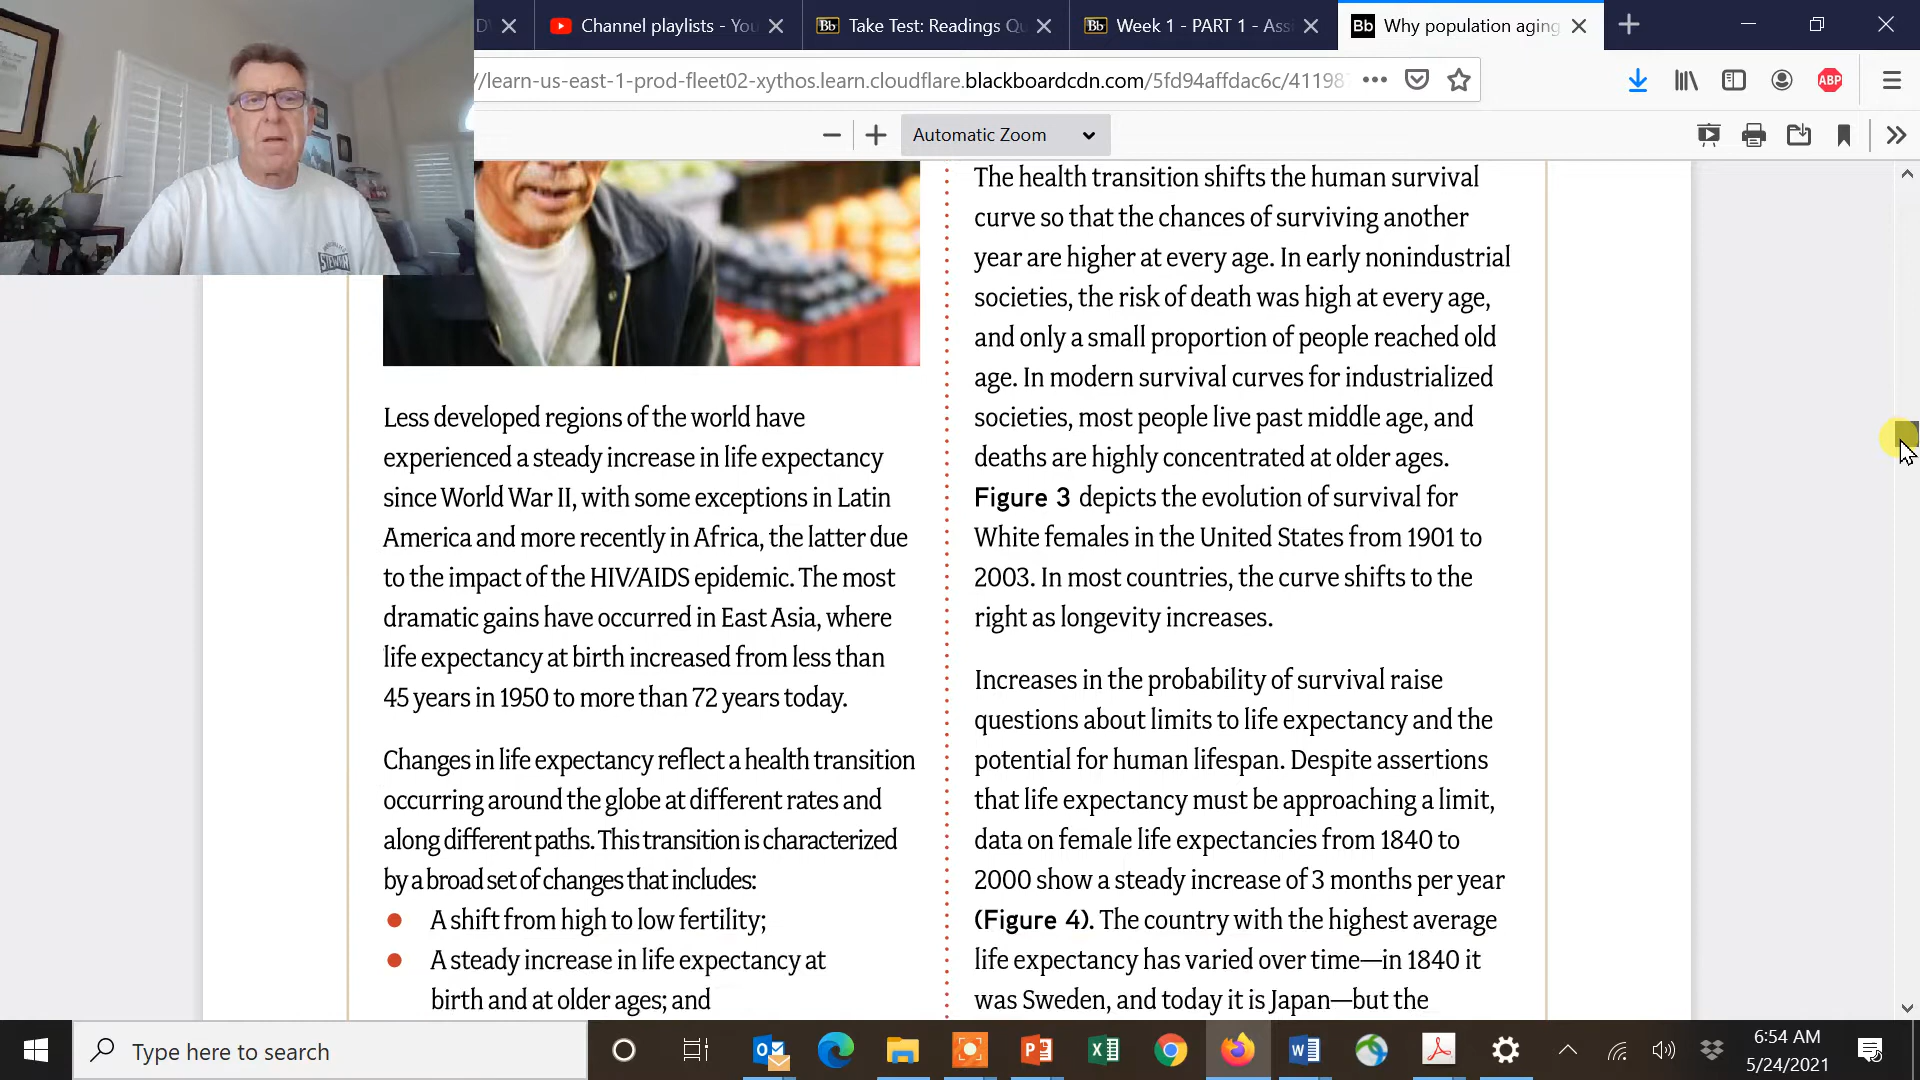 Channel playlists - You
Take Test: Readings Qu
Week 1 - PART 1 - Assi
Why population aging
//learn-us-east-1-prod-fleet02-xythos.learn.cloudflare.blackboardcdn.com/5fd94affdac6c/411987
ABP
Automatic Zoom
STEWART
Less developed regions of the world have
experienced a steady increase in life expectancy
since World War II, with some exceptions in Latin
America and more recently in Africa, the latter due
to the impact of the HIV/AIDS epidemic. The most
dramatic gains have occurred in East Asia, where
life expectancy at birth increased from less than
45 years in 1950 to more than 72 years today.
Changes in life expectancy reflect a health transition
occurring around the globe at different rates and
along different paths. This transition is characterized
by a broad set of changes that includes:
A shift from high to low fertility;
A steady increase in life expectancy at
birth and at older ages; and
The health transition shifts the human survival
curve so that the chances of surviving another
year are higher at every age. In early nonindustrial
societies, the risk of death was high at every age,
and only a small proportion of people reached old
age. In modern survival curves for industrialized
societies, most people live past middle age, and
deaths are highly concentrated at older ages.
Figure 3 depicts the evolution of survival for
White females in the United States from 1901 to
2003. In most countries, the curve shifts to the
right as longevity increases.
Increases in the probability of survival raise
questions about limits to life expectancy and the
potential for human lifespan. Despite assertions
that life expectancy must be approaching a limit,
data on female life expectancies from 1840 to
2000 show a steady increase of 3 months per year
(Figure 4). The country with the highest average
life expectancy has varied over time—in 1840 it
was Sweden, and today it is Japan—but the
Type here to search
6:54 AM
5/24/2021